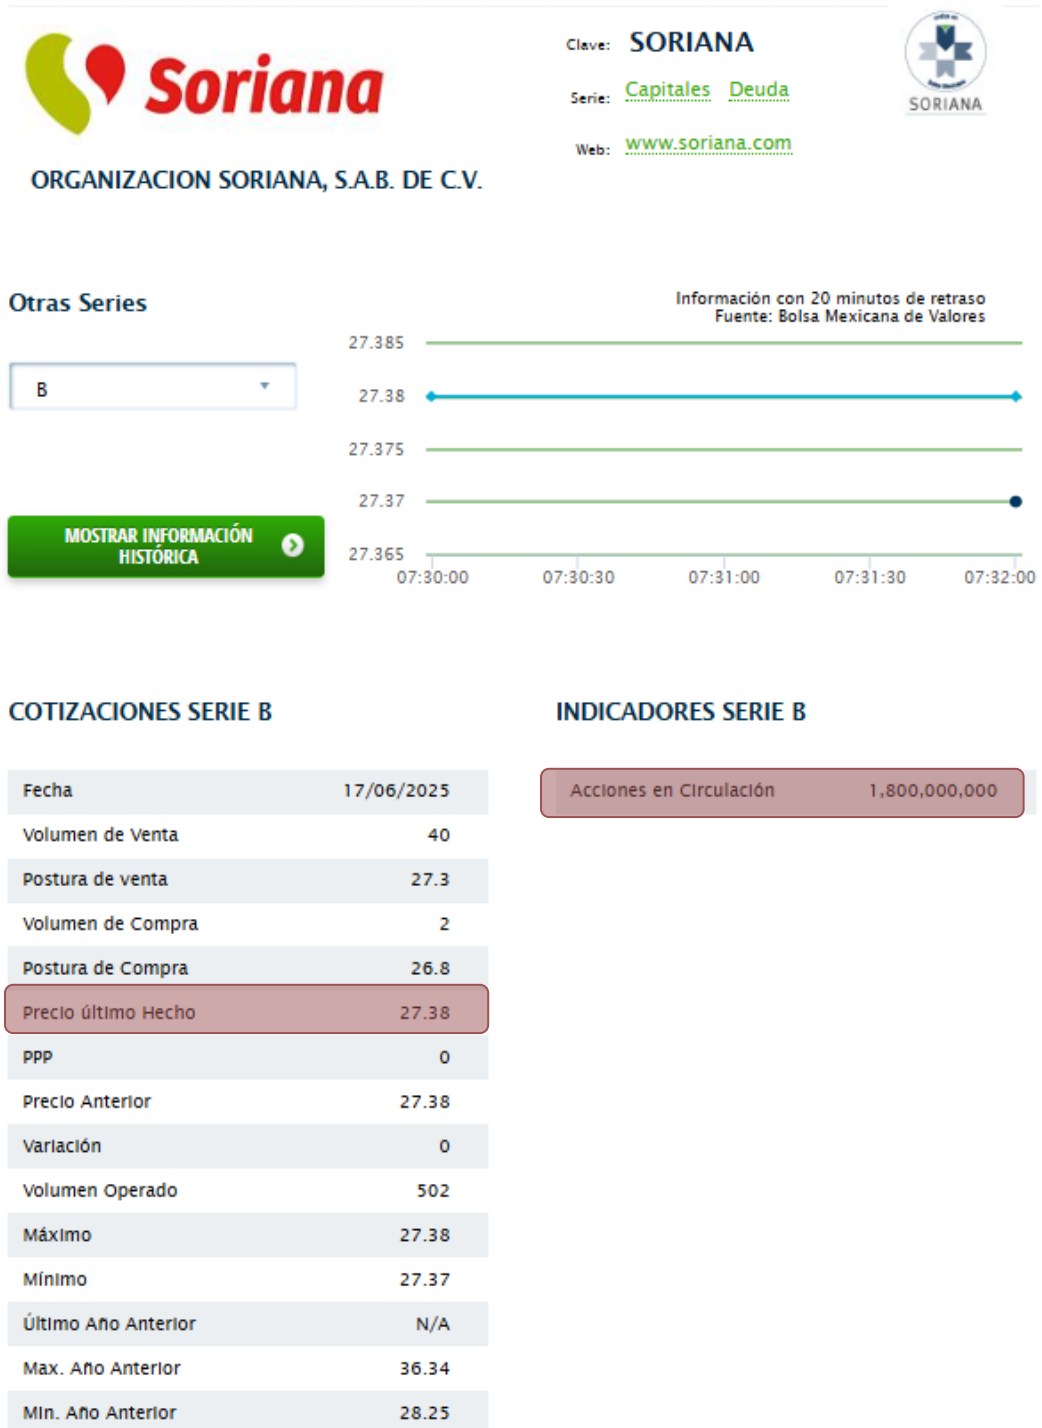 Soriana
ORGANIZACION SORIANA, S.A.B. DE C.V.
Clave: SORIANA
Serie: Capitales Deuda
Web: www.soriana.com
SORIANA
Otras Series
B
MOSTRAR INFORMACIÓN
HISTÓRICA
Información con 20 minutos de retraso
Fuente: Bolsa Mexicana de Valores
27.385
27.38
27.375
27.37
27.365
07:30:00 07:30:30 07:31:00 07:31:30 07:32:00
COTIZACIONES SERIE B
Fecha 17/06/2025
Volumen de Venta 40
Postura de venta 27.3
Volumen de Compra 2
Postura de Compra 26.8
Precio último Hecho 27.38
PPP 0
Precio Anterior 27.38
Variación 0
Volumen Operado 502
Máximo 27.38
Mínimo 27.37
Último Año Anterior N/A
Max. Año Anterior 36.34
Min. Año Anterior 28.25
INDICADORES SERIE B
Acciones en Circulación 1,800,000,000